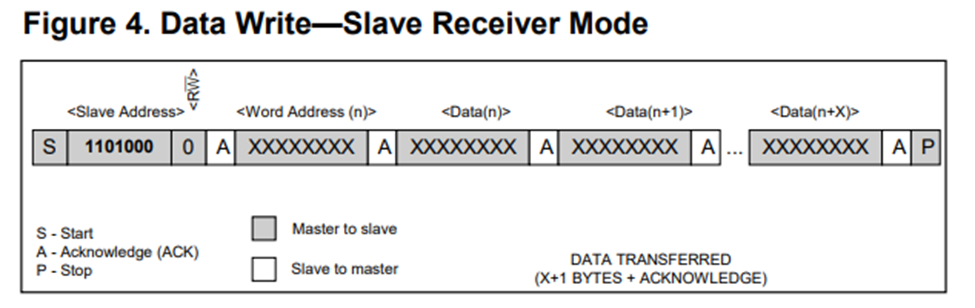 Figure 4. Data Write—Slave Receiver Mode
<Slave Address> <RW̅> <Word Address (n)> <Data(n)> <Data(n+1)> <Data(n+X)>
S 1101000 0 A XXXXXXXX A XXXXXXXX A XXXXXXXX A ... XXXXXXXX A P
S - Start
A - Acknowledge (ACK)
P - Stop
Master to slave
Slave to master
DATA TRANSFERRED
(X+1 BYTES + ACKNOWLEDGE)